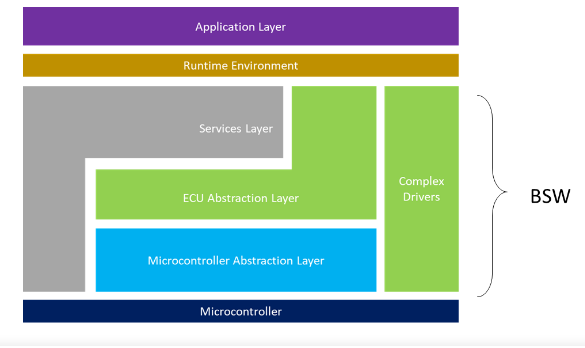 Application Layer
Runtime Environment
Services Layer
Complex
Drivers
ECU Abstraction Layer
BSW
Microcontroller Abstraction Layer
Microcontroller